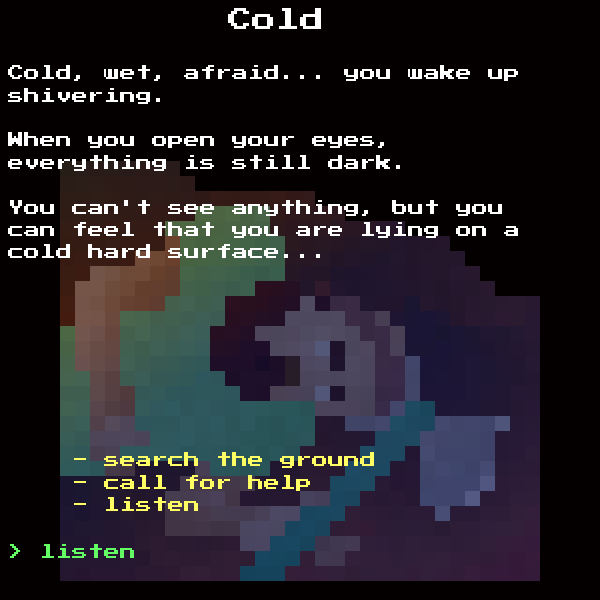 Cold
Cold, wet, afraid... you wake up
shivering.
When you open your eyes,
everything is still dark.
You can't see anything, but you
can feel that you are lying on a
cold hard surface...
- search the ground
- call for help
- listen
> listen